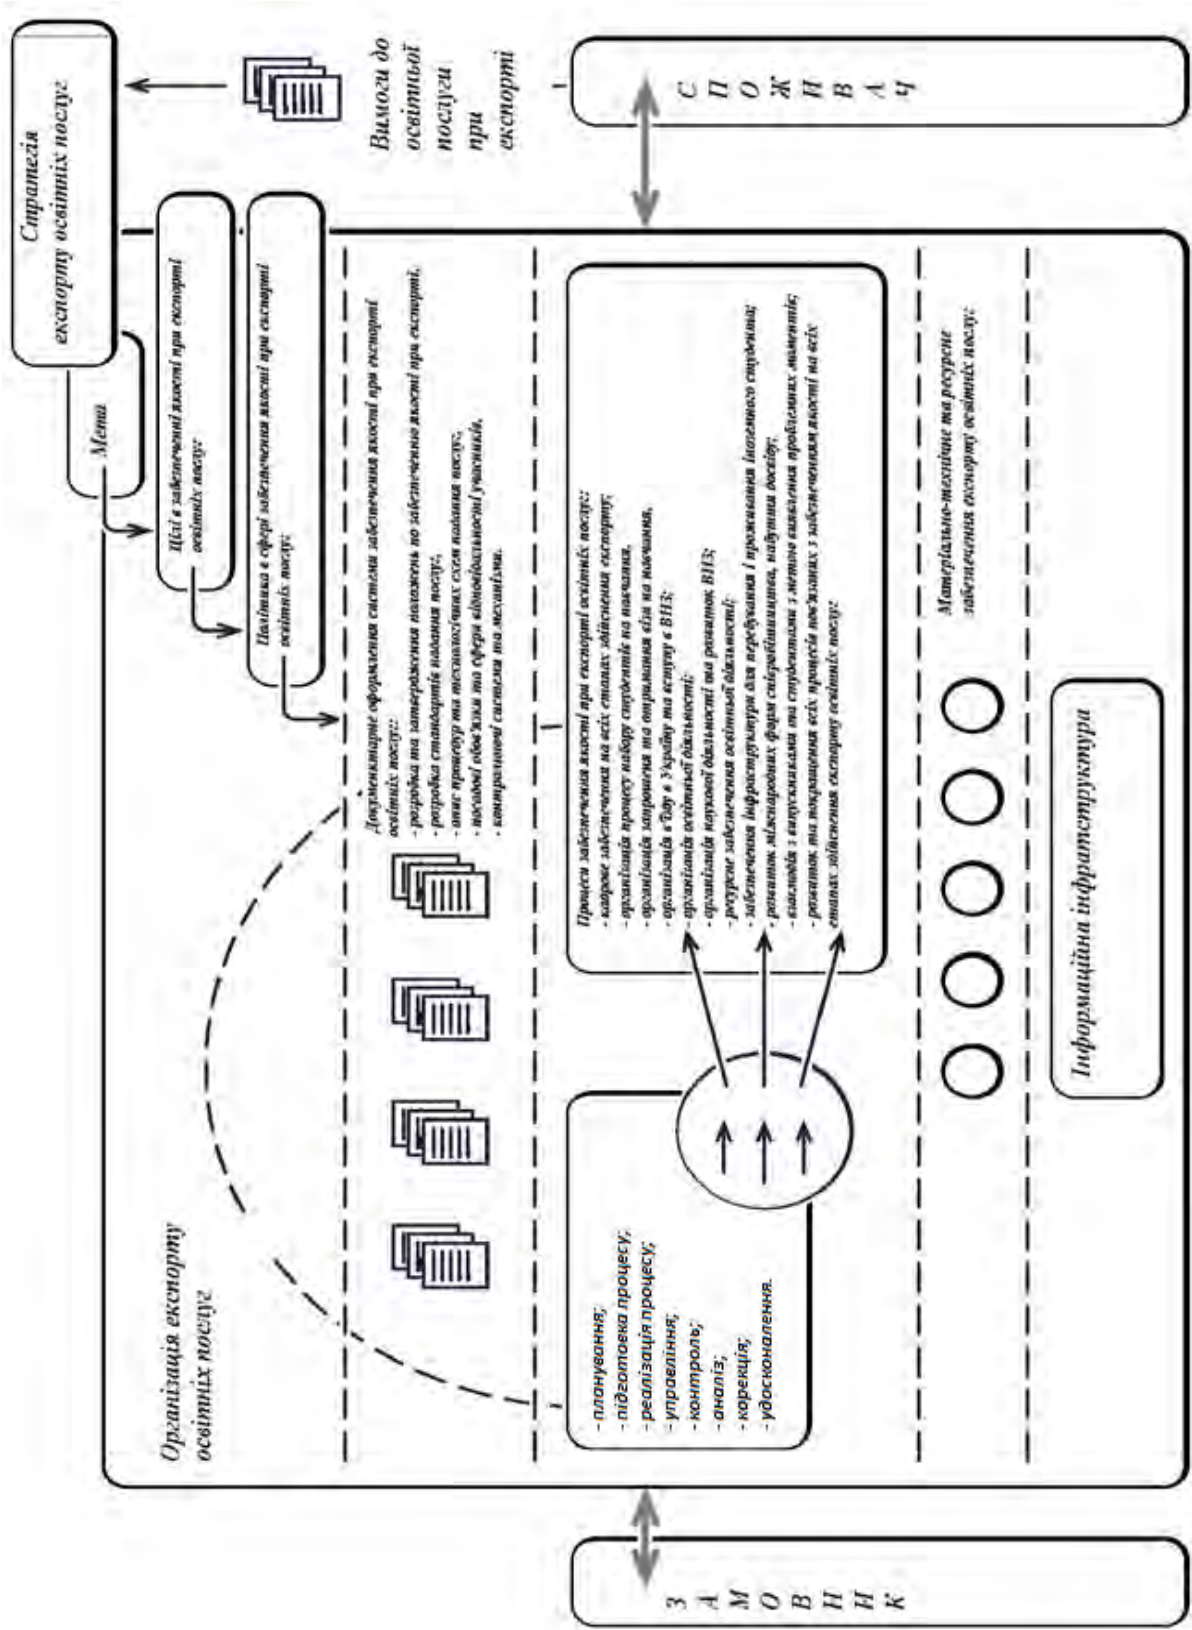 Стратегія
експорту освітніх послуг
Мета
Цілі в забезпеченні якості при експорті
освітніх послуг
Політика в сфері забезпечення якості при експорті
освітніх послуг
Вимоги до
освітньої
послуги
при
експорті
С
П
О
Ж
И
В
А
Ч
Організація експорту
освітніх послуг
Документарне оформлення системи забезпечення якості при експорті
освітніх послуг:
- розробка та затвердження положень по забезпеченню якості при експорті,
- розробка стандартів надання послуг,
- опис процедур та технологічних схем надання послуг,
- посадові обов'язки та сфери відповідальності учасників,
- контролюючі системи та механізми.
- планування;
- підготовка процесу;
- реалізація процесу;
- управління;
- контроль;
- аналіз;
- корекція;
- удосконалення.
Процеси забезпечення якості при експорті освітніх послуг:
- кадрове забезпечення на всіх етапах здійснення експорту;
- організація процесу набору студентів на навчання,
- організація запрошення та отримання візи на навчання,
- організація в'їзду в Україну та вступу в ВНЗ;
- організація освітньої діяльності;
- організація наукової діяльності та розвиток ВНЗ;
- ресурсне забезпечення освітньої діяльності;
- забезпечення інфраструктури для перебування і проживання іноземного студента;
- розвиток міжнародних форм співробітництва, набуття досвіду;
- взаємодія з випускниками та студентами з метою виявлення проблемних моментів;
- розвиток та покращення всіх процесів пов'язаних з забезпеченням якості на всіх
етапах здійснення експорту освітніх послуг
Матеріально-технічне та ресурсне
забезпечення експорту освітніх послуг
Інформаційна інфратструктура
З
А
М
О
В
Н
И
К